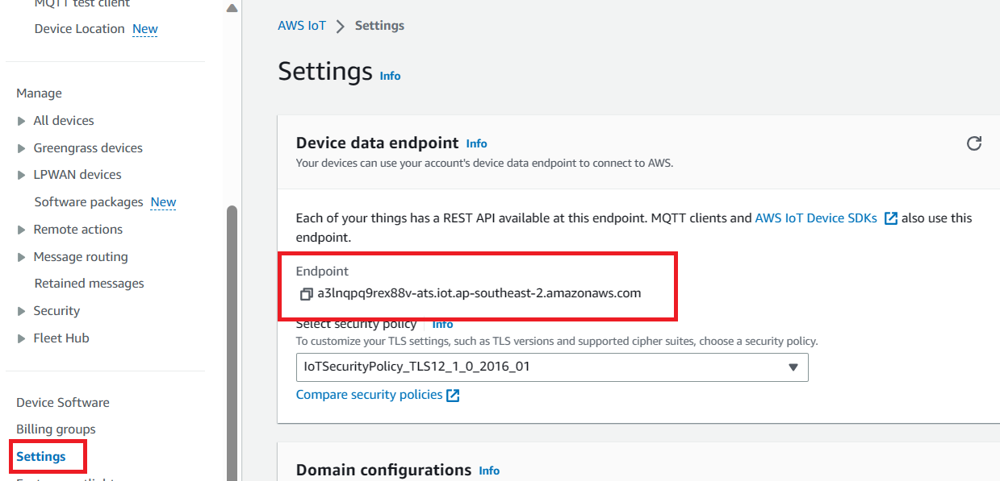 MQTT test client
Device Location New
Manage
All devices
Greengrass devices
LPWAN devices
Software packages New
Remote actions
Message routing
Retained messages
Security
Fleet Hub
Device Software
Billing groups
Settings
AWS IoT > Settings
Settings Info
Device data endpoint Info
Your devices can use your account's device data endpoint to connect to AWS.
Each of your things has a REST API available at this endpoint. MQTT clients and AWS IoT Device SDKs also use this
endpoint.
Endpoint
a3lnqpq9rex88v-ats.iot.ap-southeast-2.amazonaws.com
Select security policy Info
To customize your TLS settings, such as TLS versions and supported cipher suites, choose a security policy.
IoTSecurityPolicy_TLS12_1_0_2016_01
Compare security policies
Domain configurations Info